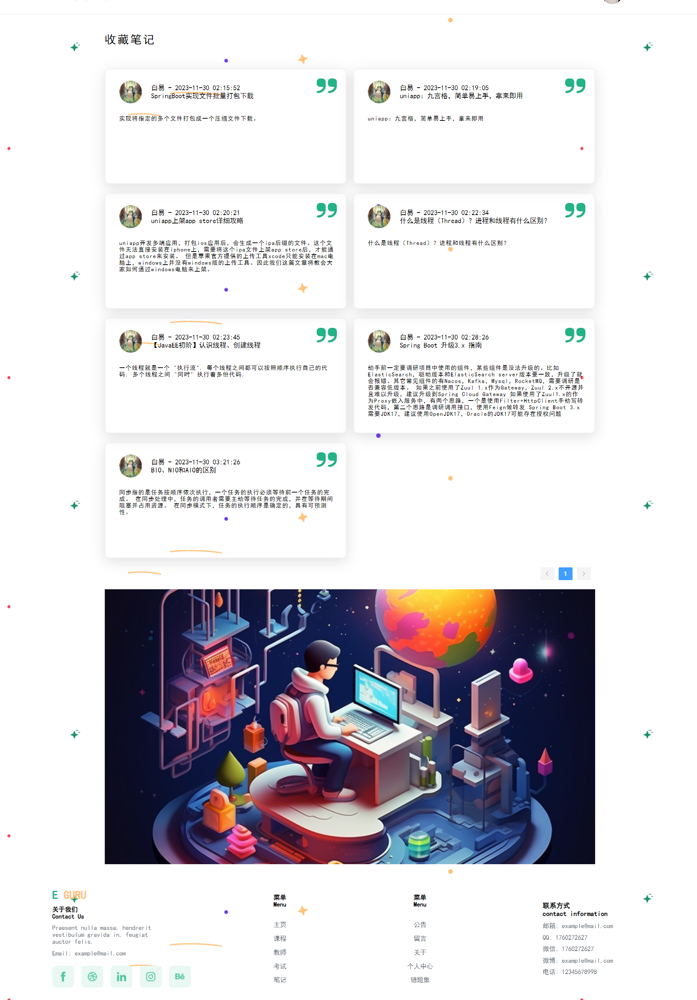 收藏笔记
白易 - 2023-11-30 02:15:52
SpringBoot实现文件批量打包下载
实现将指定的多个文件打包成一个压缩文件下载。
白易 - 2023-11-30 02:19:05
uniapp：九宫格，简单易上手，拿来即用
uniapp：九宫格，简单易上手，拿来即用
白易 - 2023-11-30 02:20:21
uniapp上架app store详细攻略
uniapp开发多端应用，打包ios应用后，会生成一个ipa后缀的文件。这个文
件无法直接安装在iphone上，需要将这个ipa文件上架app store后，才能通
过app store来安装。 但是苹果官方提供的上传工具xcode只能安装在mac电
脑上，windows上并没有windows版的上传工具。因此我们这篇文章将教会大
家如何通过windows电脑来上架。
白易 - 2023-11-30 02:22:34
什么是线程（Thread）？进程和线程有什么区别？
什么是线程（Thread）？进程和线程有什么区别？
白易 - 2023-11-30 02:23:45
【JavaEE初阶】认识线程、创建线程
一个线程就是一个 "执行流". 每个线程之间都可以按照顺序执行自己的代
码. 多个线程之间 "同时" 执行着多份代码.
白易 - 2023-11-30 02:28:26
Spring Boot 升级3.x 指南
动手前一定要调研项目中使用的组件，某些组件是没法升级的。比如
ElasticSearch，驱动版本和ElasticSearch server版本要一致，升级了就
会报错。其它常见组件的有Nacos，Kafka，Mysql，RocketMQ，需要调研是
否兼容低版本。 如果之前使用了Zuul 1.x作为Gateway，Zuul 2.x不开源并
且难以升级，建议升级到Spring Cloud Gateway 如果使用了Zuul1.x的作
为Proxy嵌入服务中，有两个思路，一个是使用Filter+HttpClient手动写转
发代码，第二个思路是调研调用接口，使用Feign做转发 Spring Boot 3.x
需要JDK17，建议使用OpenJDK17，Oracle的JDK17可能存在授权问题
白易 - 2023-11-30 03:21:26
BIO、NIO和AIO的区别
同步指的是任务按顺序依次执行，一个任务的执行必须等待前一个任务的完
成。 在同步处理中，任务的调用者需要主动等待任务的完成，并在等待期间
阻塞并占用资源。 在同步模式下，任务的执行顺序是确定的，具有可预测
性。
1
E GURU
关于我们
Contact Us
Praesent nulla massa, hendrerit
vestibulum gravida in, feugiat
auctor felis.
Email: example@mail.com
f
in
Bē
菜单
Menu
主页
课程
教师
考试
笔记
菜单
Menu
公告
留言
关于
个人中心
错题集
联系方式
contact information
邮箱: example@mail.com
QQ: 1760272627
微信: 1760272627
微博: example@mail.com
电话: 12345678998